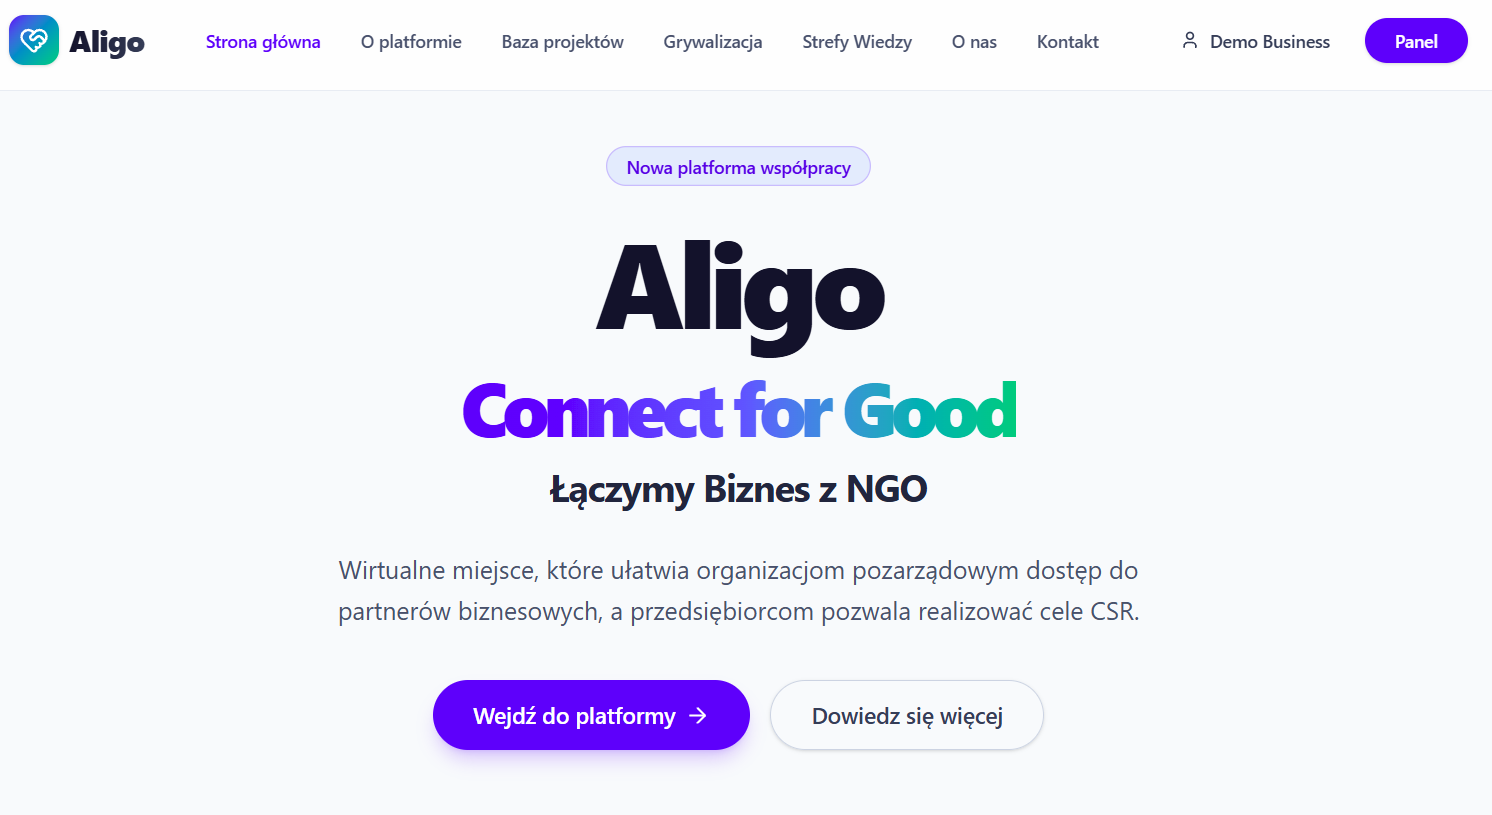 Aligo
Strona główna
O platformie
Baza projektów
Grywalizacja
Strefy Wiedzy
O nas
Kontakt
Demo Business
Panel
Nowa platforma współpracy
Aligo
Connect for Good
Łączymy Biznes z NGO
Wirtualne miejsce, które ułatwia organizacjom pozarządowym dostęp do
partnerów biznesowych, a przedsiębiorcom pozwala realizować cele CSR.
Wejdź do platformy
Dowiedz się więcej